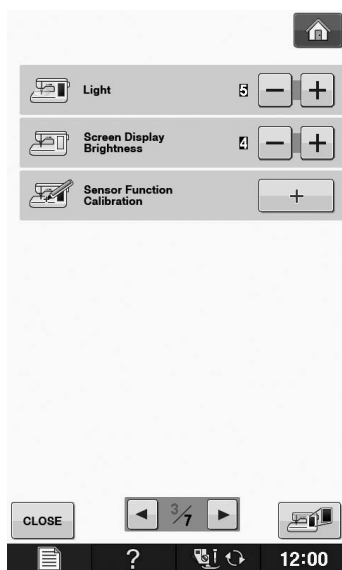 Light 5 − +
Screen Display
Brightness 4 − +
Sensor Function
Calibration +
CLOSE 3/7
? 12:00